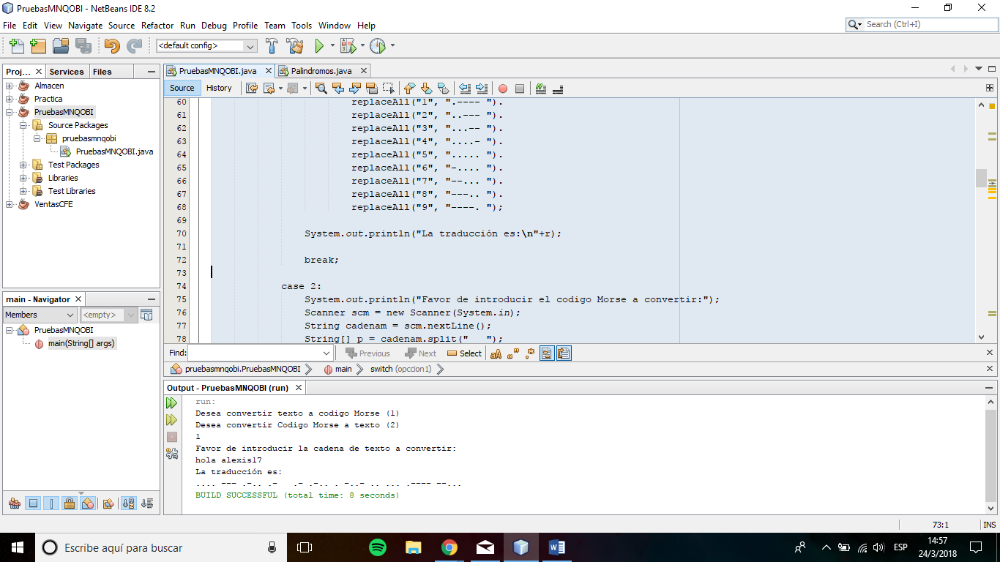 PruebasMNQOBI - NetBeans IDE 8.2
File Edit View Navigate Source Refactor Run Debug Profile Team Tools Window Help
Search (Ctrl+I)
<default config>
Proj... Services Files
Almacen
Practica
PruebasMNQOBI
Source Packages
pruebasmnqobi
PruebasMNQOBI.java
Test Packages
Libraries
Test Libraries
VentasCFE
main - Navigator
Members <empty>
PruebasMNQOBI
main(String[] args)
PruebasMNQOBI.java Palindromos.java
Source History
60 replaceAll("1", ".---- ").
61 replaceAll("2", "..--- ").
62 replaceAll("3", "...-- ").
63 replaceAll("4", "....- ").
64 replaceAll("5", "..... ").
65 replaceAll("6", "-.... ").
66 replaceAll("7", "--... ").
67 replaceAll("8", "---.. ").
68 replaceAll("9", "----. ");
69
70 System.out.println("La traducción es:\n"+r);
71
72 break;
73
74 case 2:
75 System.out.println("Favor de introducir el codigo Morse a convertir:");
76 Scanner scm = new Scanner(System.in);
77 String cadenam = scm.nextLine();
78 String[] p = cadenam.split("   ");
Find: Previous Next Select
pruebasmnqobi.PruebasMNQOBI main switch (opccion1)
Output - PruebasMNQOBI (run)
run:
Desea convertir texto a codigo Morse (1)
Desea convertir Codigo Morse a texto (2)
1
Favor de introducir la cadena de texto a convertir:
hola alexis17
La traducción es:
.... --- .-.. .-   .- .-.. . -..- .. ... .---- --...
BUILD SUCCESSFUL (total time: 8 seconds)
73:1 INS
Escribe aquí para buscar
ESP
14:57
24/3/2018